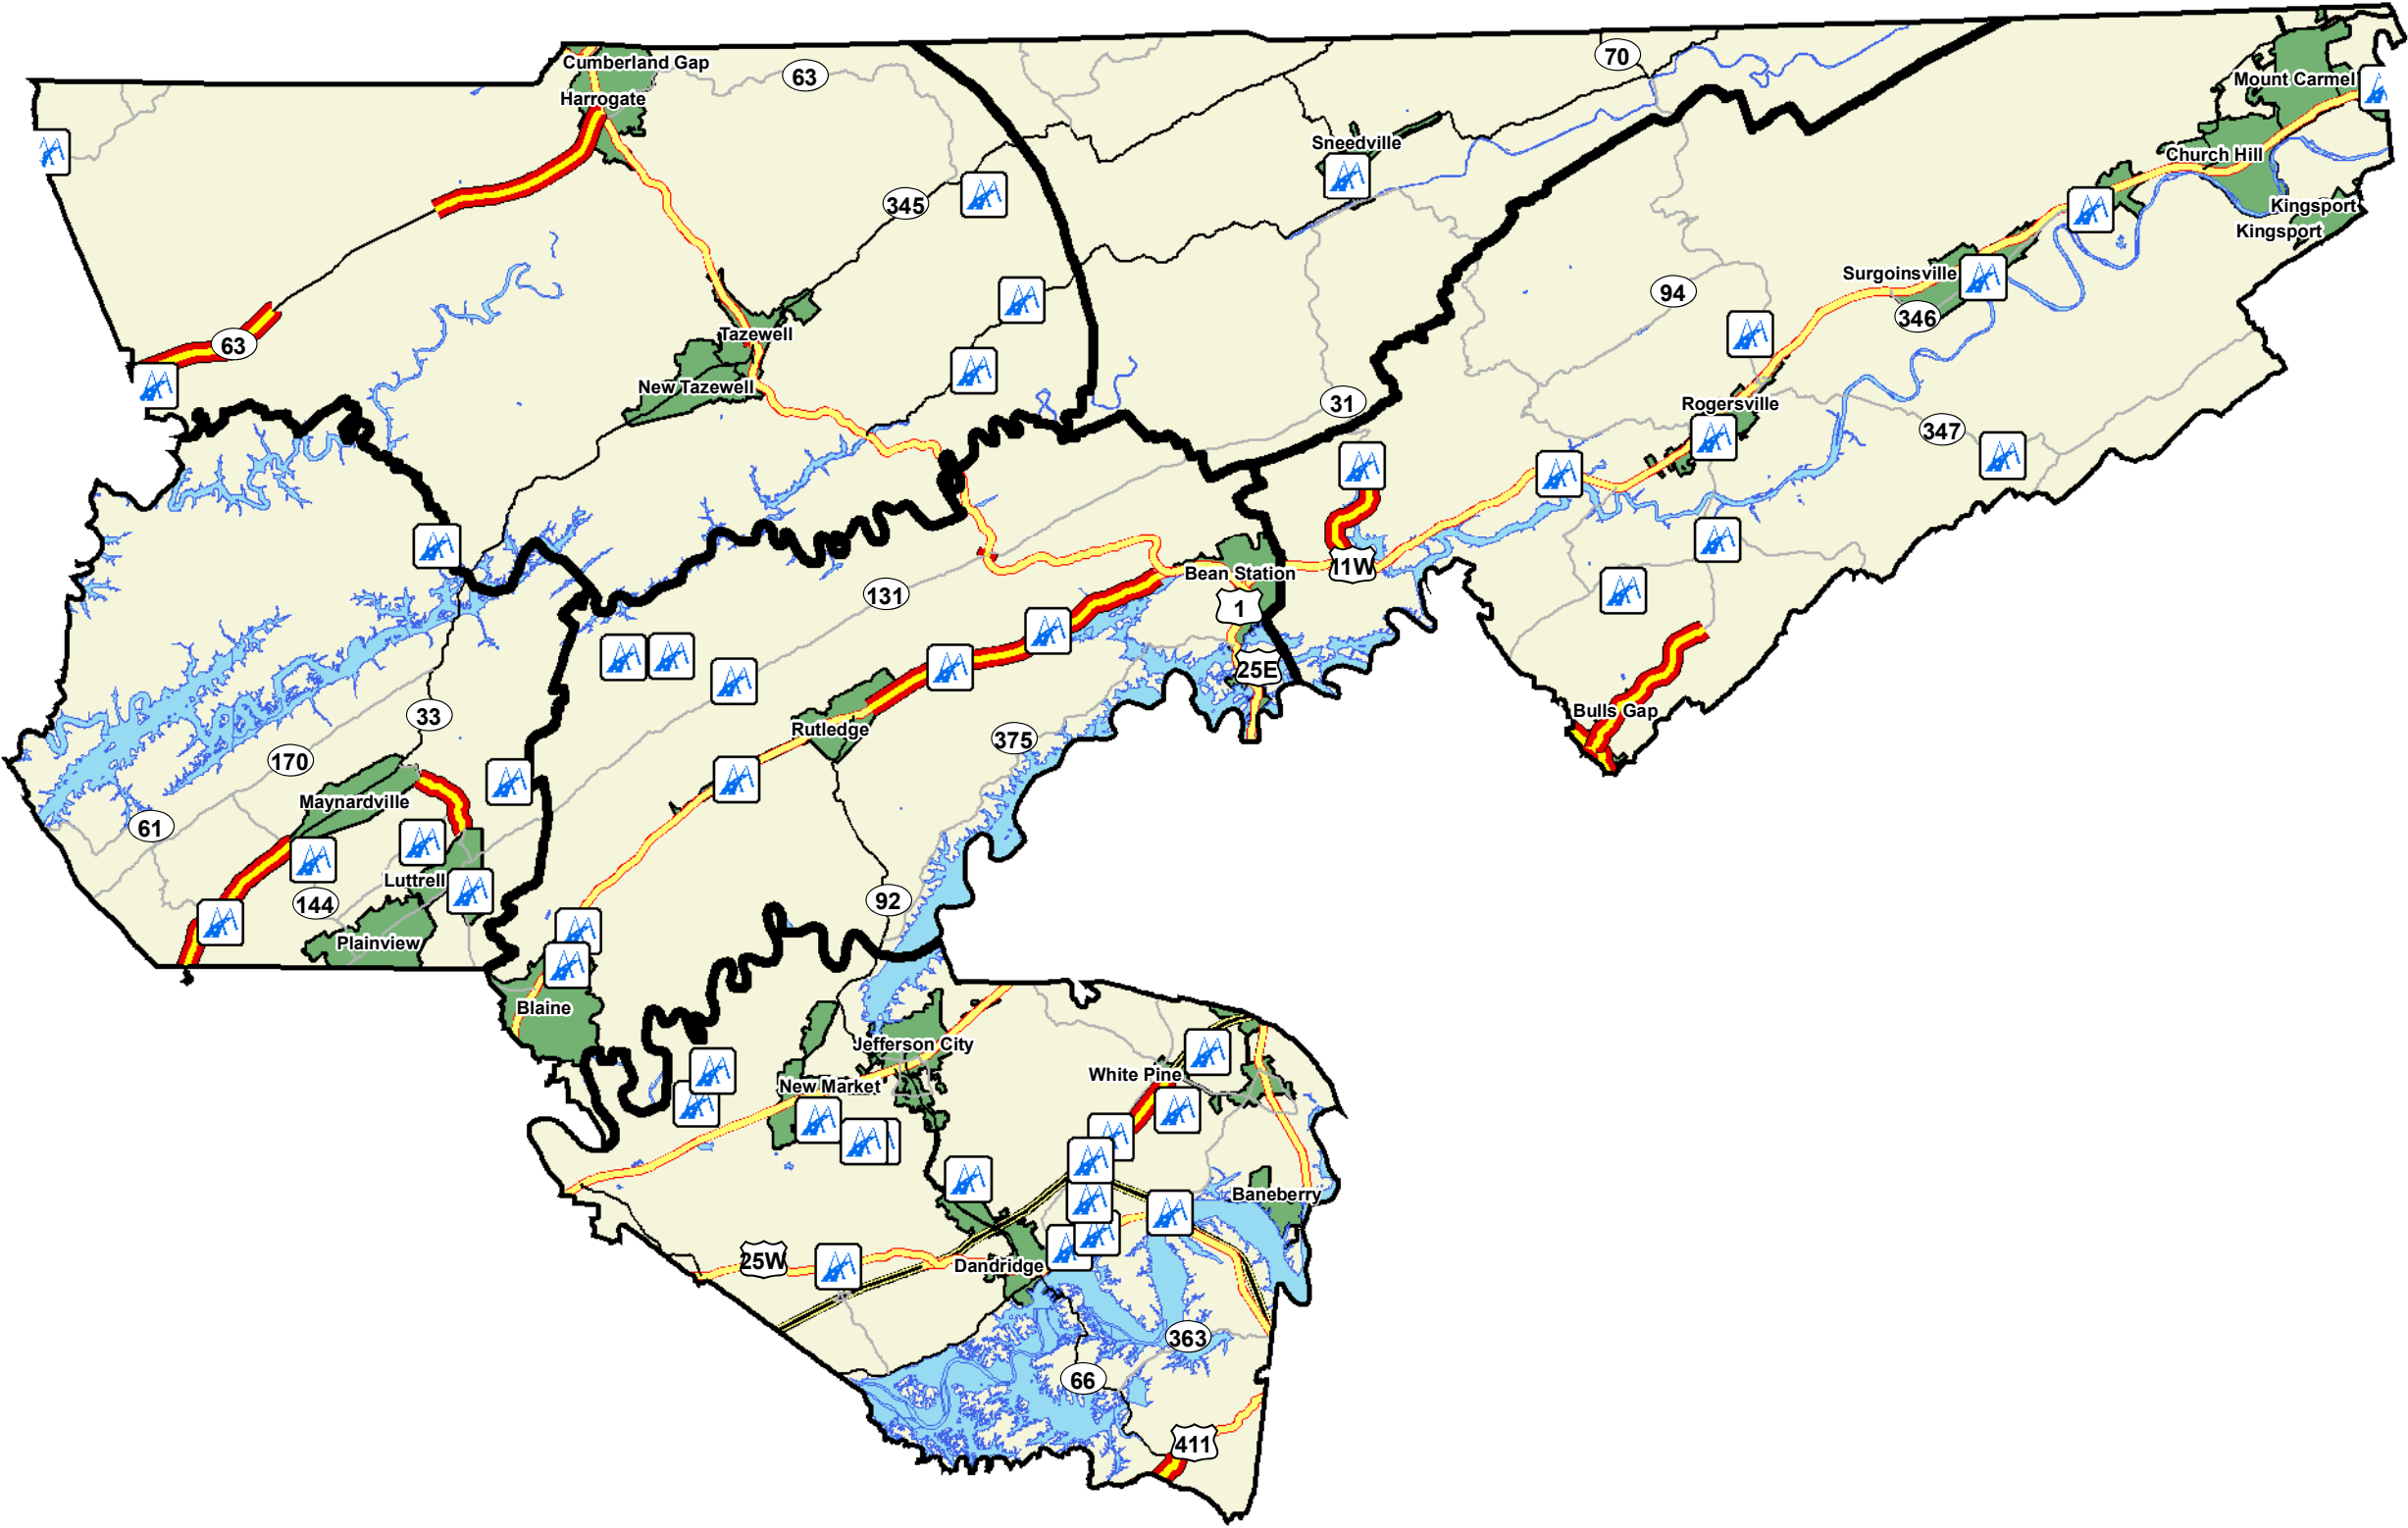 Cumberland Gap
63
70
Mount Carmel
Harrogate
Sneedville
Church Hill
345
Kingsport
Kingsport
Surgoinsville
94
346
Tazewell
63
New Tazewell
31
Rogersville
347
11W
Bean Station
131
1
25E
Bulls Gap
33
Rutledge
375
170
Maynardville
61
Luttrell
144
92
Plainview
Blaine
Jefferson City
White Pine
New Market
Baneberry
25W
Dandridge
363
66
411